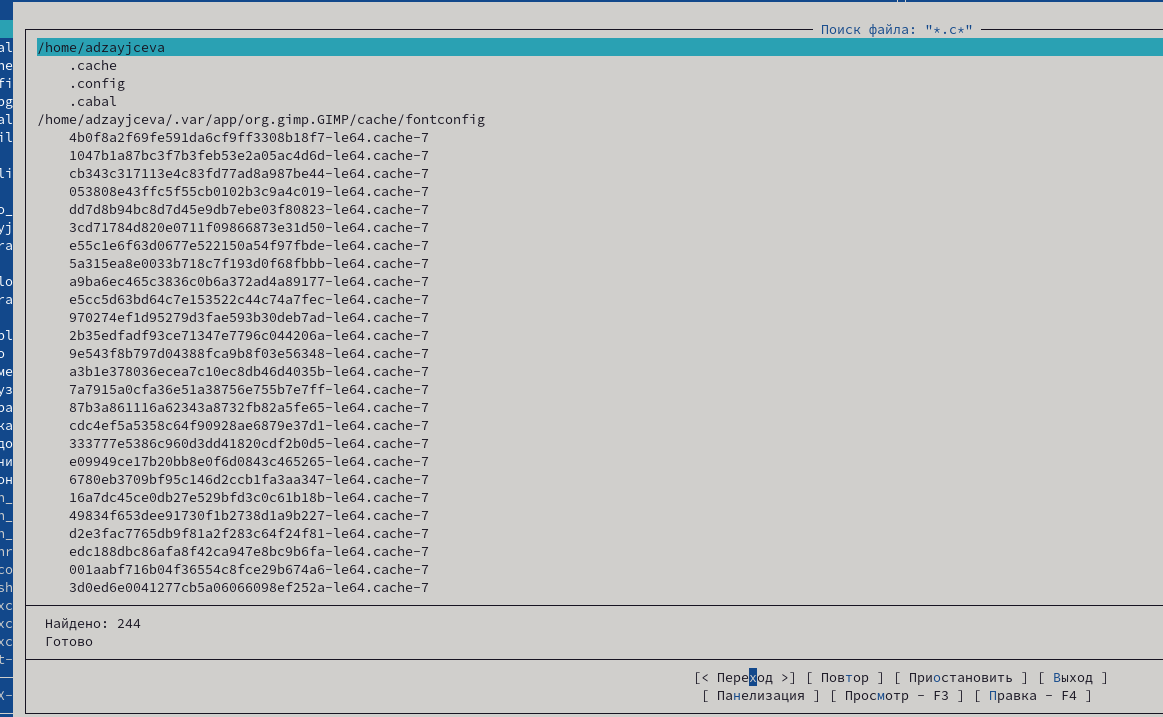 Поиск файла: "*.c*"
/home/adzayjceva
.cache
.config
.cabal
/home/adzayjceva/.var/app/org.gimp.GIMP/cache/fontconfig
4b0f8a2f69fe591da6cf9ff3308b18f7-le64.cache-7
1047b1a87bc3f7b3feb53e2a05ac4d6d-le64.cache-7
cb343c317113e4c83fd77ad8a987be44-le64.cache-7
053808e43ffc5f55cb0102b3c9a4c019-le64.cache-7
dd7d8b94bc8d7d45e9db7ebe03f80823-le64.cache-7
3cd71784d820e0711f09866873e31d50-le64.cache-7
e55c1e6f63d0677e522150a54f97fbde-le64.cache-7
5a315ea8e0033b718c7f193d0f68fbbb-le64.cache-7
a9ba6ec465c3836c0b6a372ad4a89177-le64.cache-7
e5cc5d63bd64c7e153522c44c74a7fec-le64.cache-7
970274ef1d95279d3fae593b30deb7ad-le64.cache-7
2b35edfadf93ce71347e7796c044206a-le64.cache-7
9e543f8b797d04388fca9b8f03e56348-le64.cache-7
a3b1e378036ecea7c10ec8db46d4035b-le64.cache-7
7a7915a0cfa36e51a38756e755b7e7ff-le64.cache-7
87b3a861116a62343a8732fb82a5fe65-le64.cache-7
cdc4ef5a5358c64f90928ae6879e37d1-le64.cache-7
333777e5386c960d3dd41820cdf2b0d5-le64.cache-7
e09949ce17b20bb8e0f6d0843c465265-le64.cache-7
6780eb3709bf95c146d2ccb1fa3aa347-le64.cache-7
16a7dc45ce0db27e529bfd3c0c61b18b-le64.cache-7
49834f653dee91730f1b2738d1a9b227-le64.cache-7
d2e3fac7765db9f81a2f283c64f24f81-le64.cache-7
edc188dbc86afa8f42ca947e8bc9b6fa-le64.cache-7
001aabf716b04f36554c8fce29b674a6-le64.cache-7
3d0ed6e0041277cb5a06066098ef252a-le64.cache-7
Найдено: 244
Готово
[< Переход >] [ Повтор ] [ Приостановить ] [ Выход ]
[ Панелизация ] [ Просмотр - F3 ] [ Правка - F4 ]